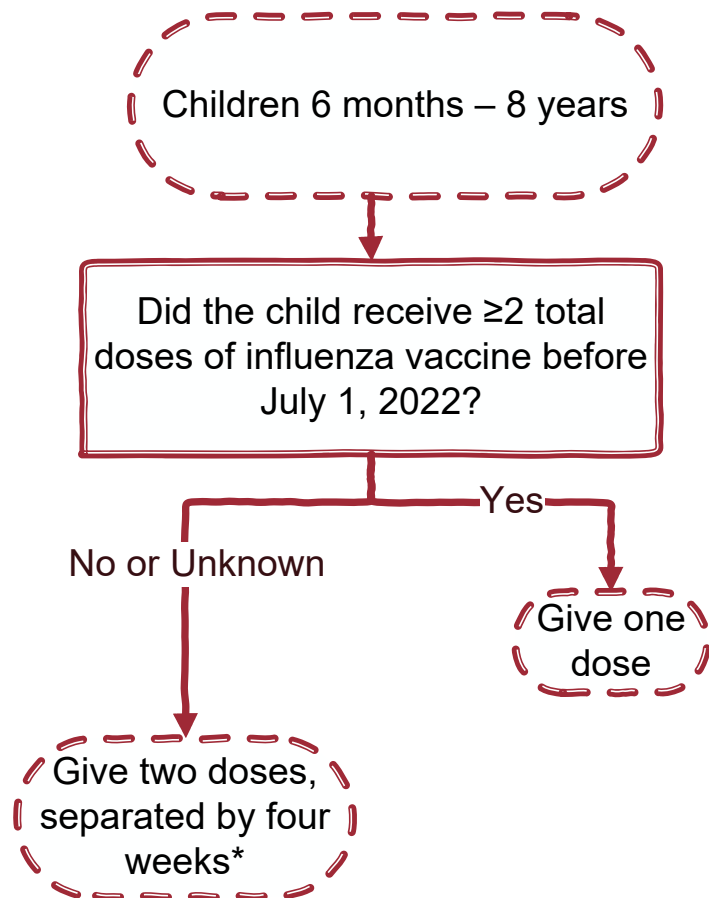 Children 6 months – 8 years
Did the child receive ≥2 total
doses of influenza vaccine before
July 1, 2022?
Yes
No or Unknown
Give one
dose
Give two doses,
separated by four
weeks*